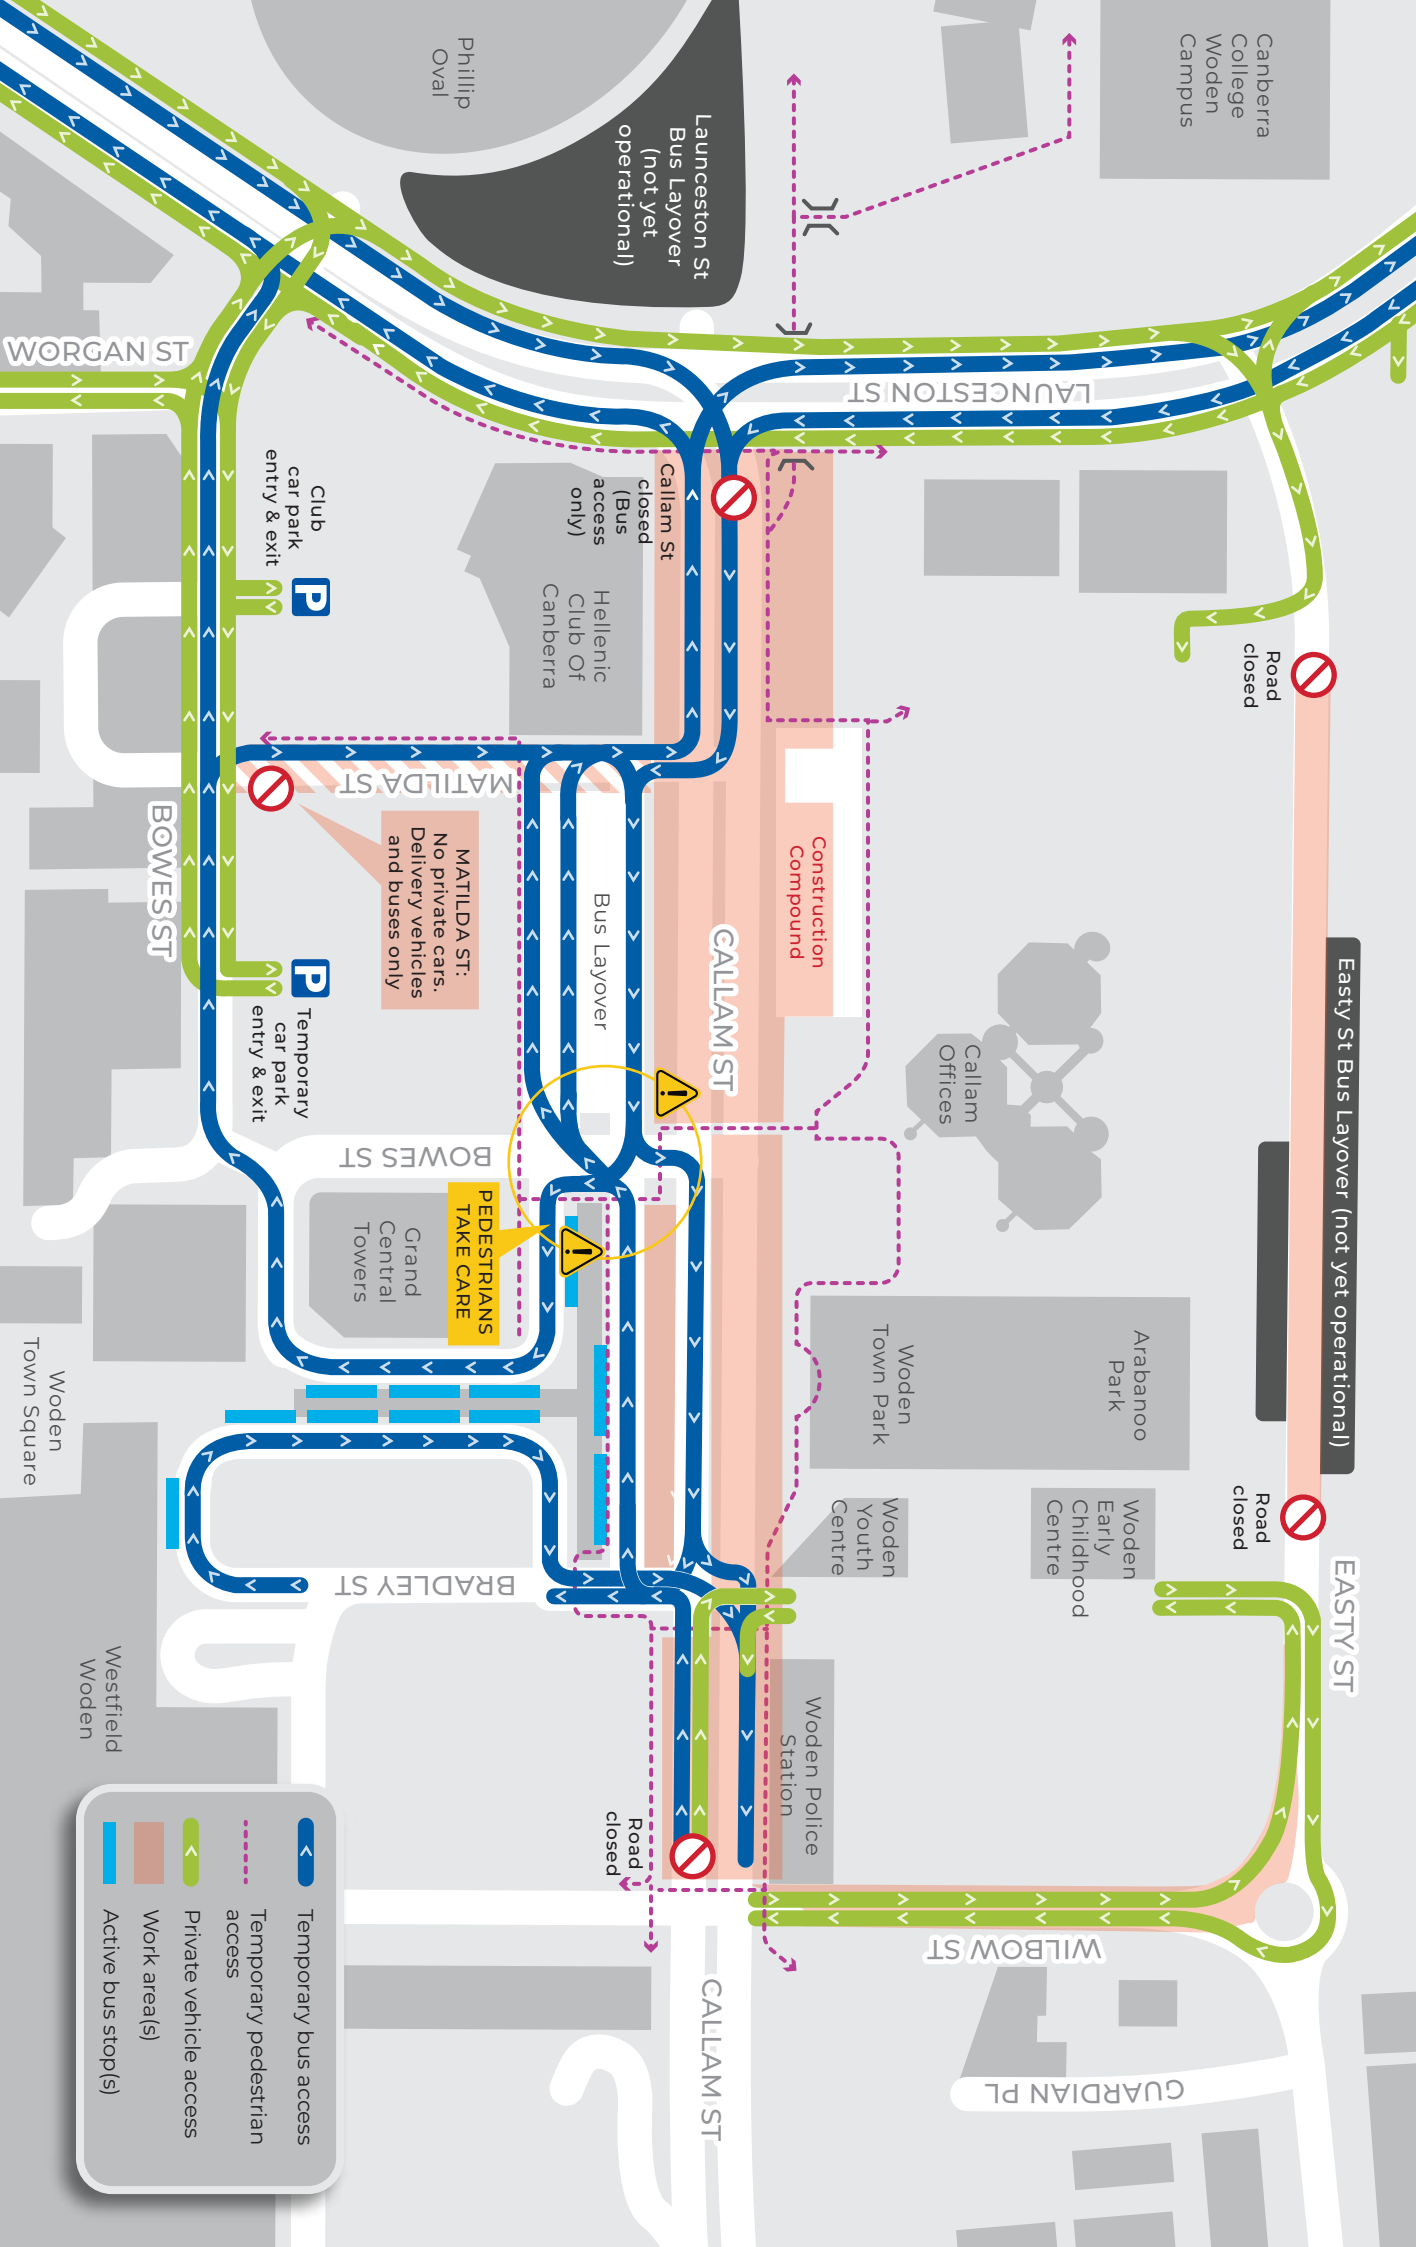 Canberra
College
Woden
Campus
Phillip
Oval
Launceston St
Bus Layover
(not yet
operational)
WORGAN ST
LAUNCESTON ST
Club
car park
entry & exit
P
Callam St
closed
(Bus
access
only)
Hellenic
Club Of
Canberra
Road
closed
MATILDA ST
MATILDA ST:
No private cars.
Delivery vehicles
and buses only
BOWES ST
Bus Layover
Construction
Compound
CALLAM ST
Callam
Offices
Easty St Bus Layover (not yet operational)
P
Temporary
car park
entry & exit
BOWES ST
PEDESTRIANS
TAKE CARE
Grand
Central
Towers
Woden
Town Park
Arabanoo
Park
Woden
Town Square
Woden
Youth
Centre
Woden
Early
Childhood
Centre
Road
closed
EASTY ST
BRADLEY ST
Westfield
Woden
Woden Police
Station
Road
closed
WILBOW ST
CALLAM ST
GUARDIAN PL
Temporary bus access
Temporary pedestrian
access
Private vehicle access
Work area(s)
Active bus stop(s)